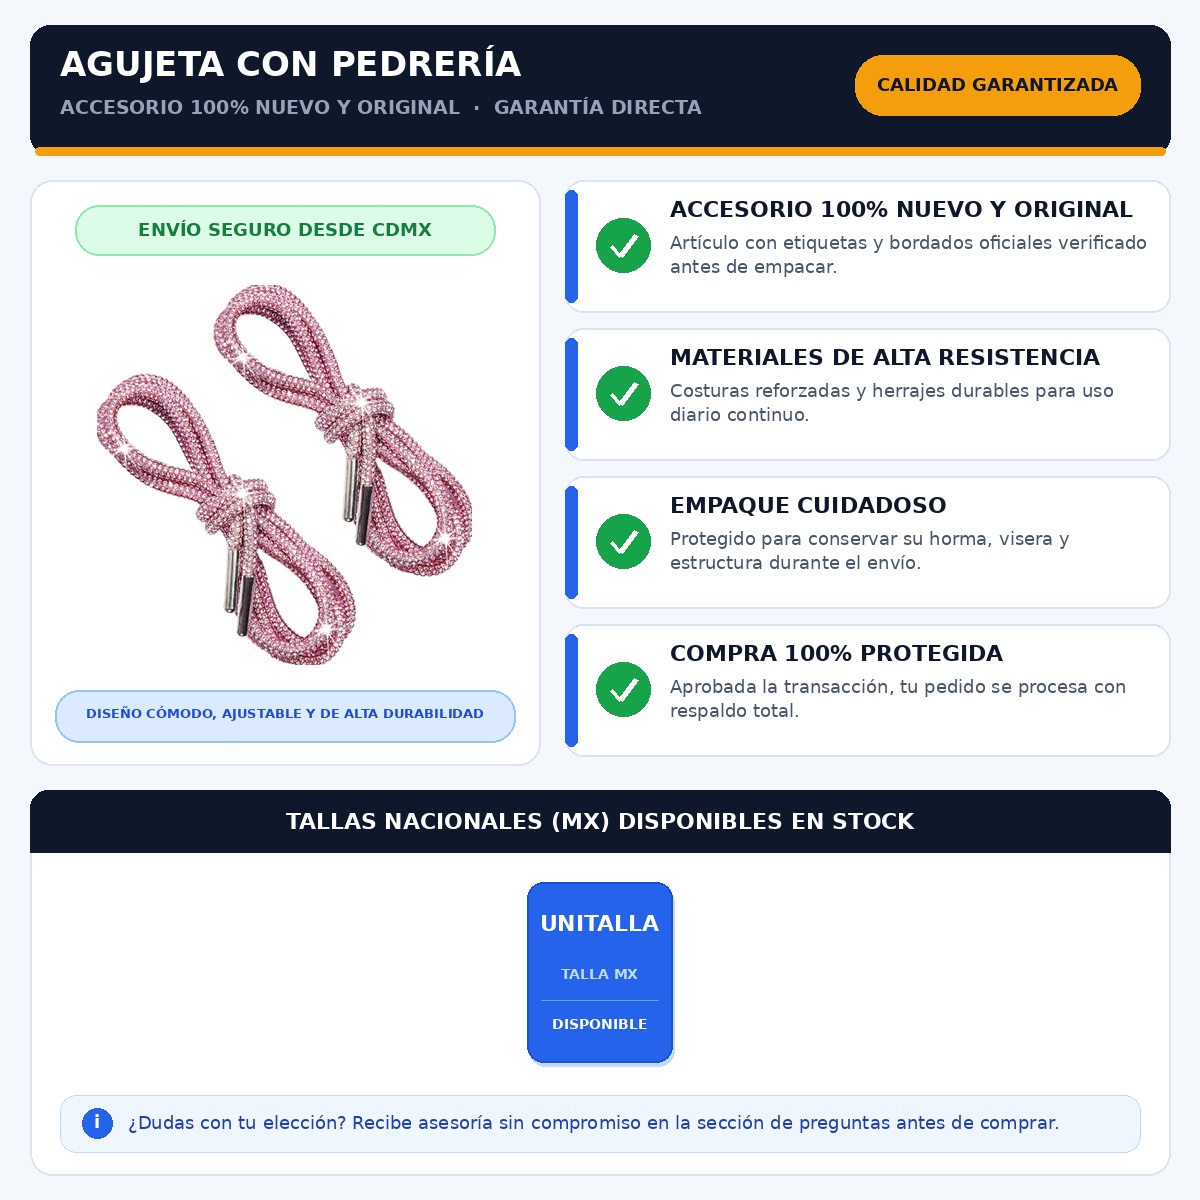 AGUJETA CON PEDRERÍA
ACCESORIO 100% NUEVO Y ORIGINAL · GARANTÍA DIRECTA
CALIDAD GARANTIZADA
ENVÍO SEGURO DESDE CDMX
DISEÑO CÓMODO, AJUSTABLE Y DE ALTA DURABILIDAD
ACCESORIO 100% NUEVO Y ORIGINAL
Artículo con etiquetas y bordados oficiales verificado
antes de empacar.
MATERIALES DE ALTA RESISTENCIA
Costuras reforzadas y herrajes durables para uso
diario continuo.
EMPAQUE CUIDADOSO
Protegido para conservar su horma, visera y
estructura durante el envío.
COMPRA 100% PROTEGIDA
Aprobada la transacción, tu pedido se procesa con
respaldo total.
TALLAS NACIONALES (MX) DISPONIBLES EN STOCK
UNITALLA
TALLA MX
DISPONIBLE
i
¿Dudas con tu elección? Recibe asesoría sin compromiso en la sección de preguntas antes de comprar.